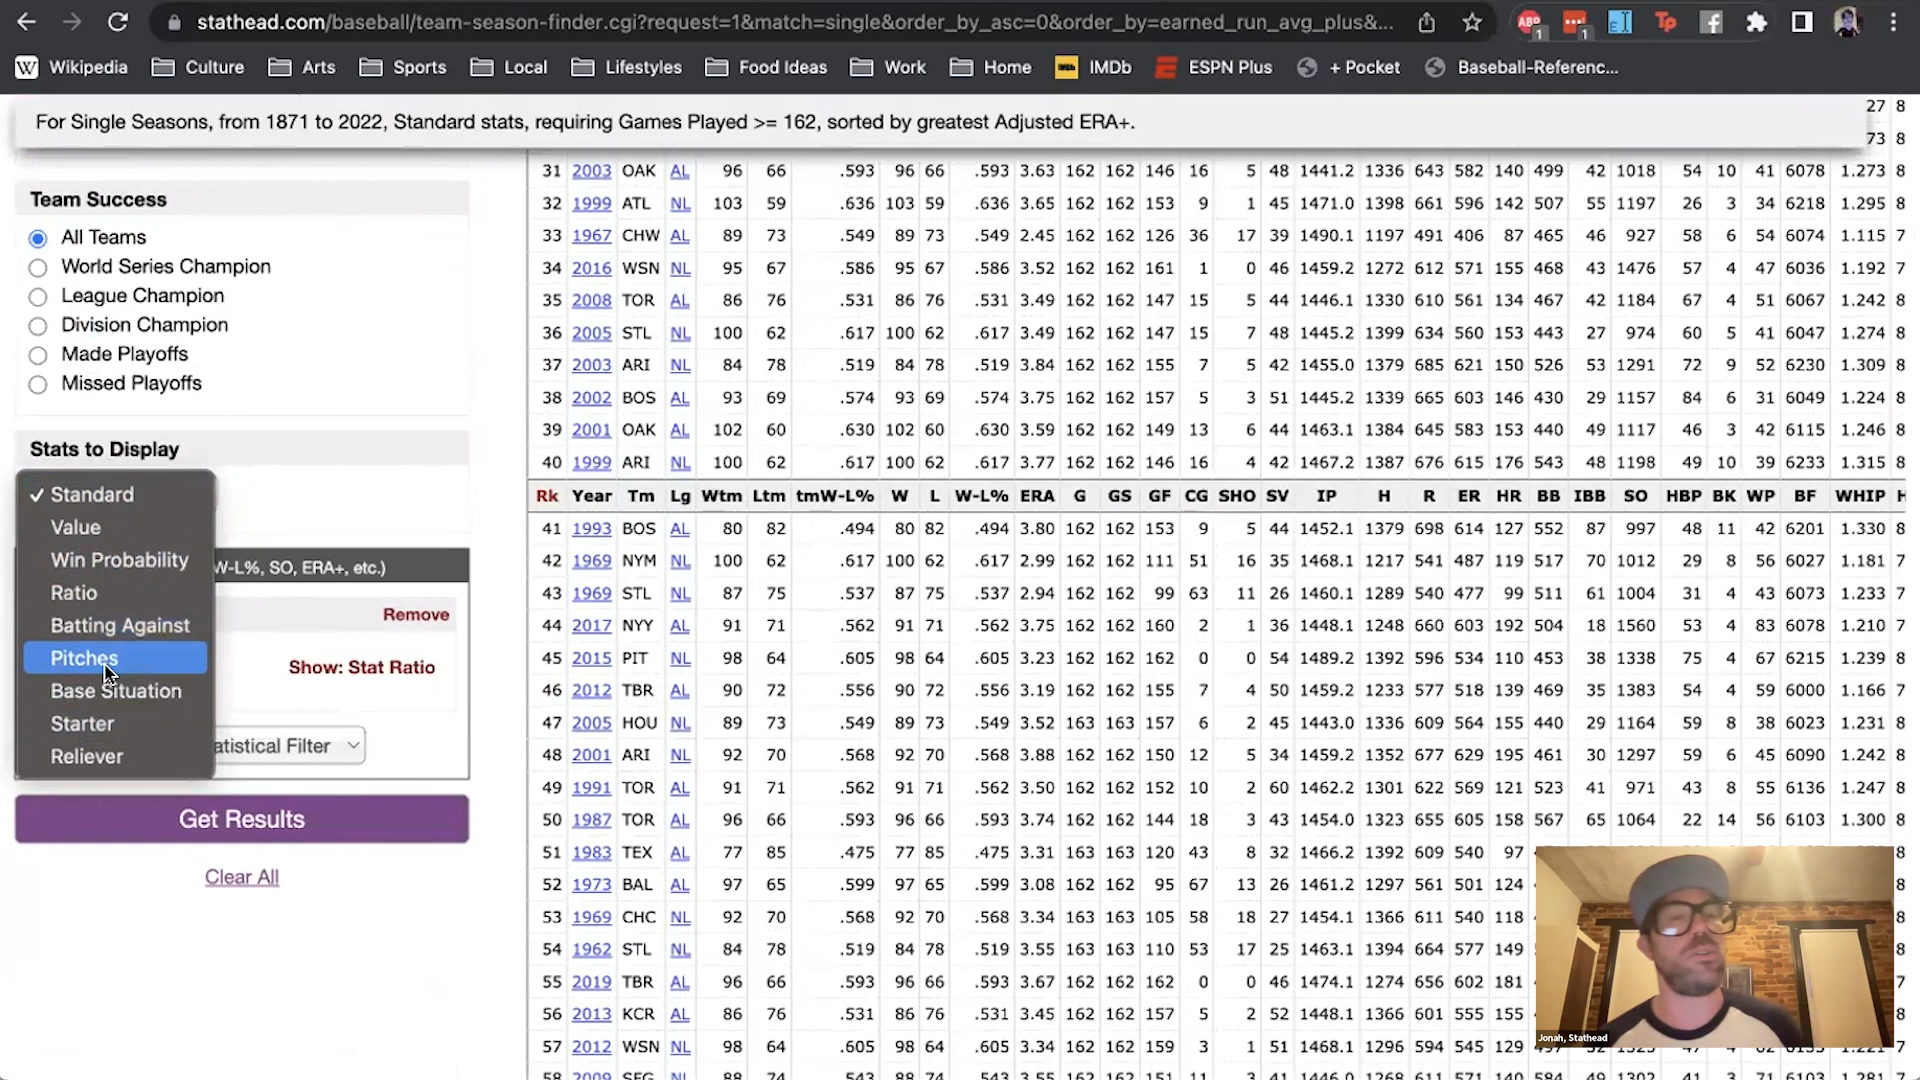 stathead.com/baseball/team-season-finder.cgi?request=1&match=single&order_by_asc=0&order_by=earned_run_avg_plus&...
Wikipedia Culture Arts Sports Local Lifestyles Food Ideas Work Home IMDb ESPN Plus + Pocket Baseball-Referenc...
For Single Seasons, from 1871 to 2022, Standard stats, requiring Games Played >= 162, sorted by greatest Adjusted ERA+.
Team Success
All Teams
World Series Champion
League Champion
Division Champion
Made Playoffs
Missed Playoffs
Stats to Display
✓ Standard
Value
Win Probability
W-L%, SO, ERA+, etc.)
Ratio
Remove
Batting Against
Pitches
Show: Stat Ratio
Base Situation
Starter
atistical Filter
Reliever
Get Results
Clear All
31 2003 OAK AL 96 66 .593 96 66 .593 3.63 162 162 146 16 5 48 1441.2 1336 643 582 140 499 42 1018 54 10 41 6078 1.273 8
32 1999 ATL NL 103 59 .636 103 59 .636 3.65 162 162 153 9 1 45 1471.0 1398 661 596 142 507 55 1197 26 3 34 6218 1.295 8
33 1967 CHW AL 89 73 .549 89 73 .549 2.45 162 162 126 36 17 39 1490.1 1197 491 406 87 465 46 927 58 6 54 6074 1.115 7
34 2016 WSN NL 95 67 .586 95 67 .586 3.52 162 162 161 1 0 46 1459.2 1272 612 571 155 468 43 1476 57 4 47 6036 1.192 7
35 2008 TOR AL 86 76 .531 86 76 .531 3.49 162 162 147 15 5 44 1446.1 1330 610 561 134 467 42 1184 67 4 51 6067 1.242 8
36 2005 STL NL 100 62 .617 100 62 .617 3.49 162 162 147 15 7 48 1445.2 1399 634 560 153 443 27 974 60 5 41 6047 1.274 8
37 2003 ARI NL 84 78 .519 84 78 .519 3.84 162 162 155 7 5 42 1455.0 1379 685 621 150 526 53 1291 72 9 52 6230 1.309 8
38 2002 BOS AL 93 69 .574 93 69 .574 3.75 162 162 157 5 3 51 1445.2 1339 665 603 146 430 29 1157 84 6 31 6049 1.224 8
39 2001 OAK AL 102 60 .630 102 60 .630 3.59 162 162 149 13 6 44 1463.1 1384 645 583 153 440 49 1117 46 3 42 6115 1.246 8
40 1999 ARI NL 100 62 .617 100 62 .617 3.77 162 162 146 16 4 42 1467.2 1387 676 615 176 543 48 1198 49 10 39 6233 1.315 8
Rk Year Tm Lg Wtm Ltm tmW-L% W L W-L% ERA G GS GF CG SHO SV IP H R ER HR BB IBB SO HBP BK WP BF WHIP H
41 1993 BOS AL 80 82 .494 80 82 .494 3.80 162 162 153 9 5 44 1452.1 1379 698 614 127 552 87 997 48 11 42 6201 1.330 8
42 1969 NYM NL 100 62 .617 100 62 .617 2.99 162 162 111 51 16 35 1468.1 1217 541 487 119 517 70 1012 29 8 56 6027 1.181 7
43 1969 STL NL 87 75 .537 87 75 .537 2.94 162 162 99 63 11 26 1460.1 1289 540 477 99 511 61 1004 31 4 43 6073 1.233 7
44 2017 NYY AL 91 71 .562 91 71 .562 3.75 162 162 160 2 1 36 1448.1 1248 660 603 192 504 18 1560 53 4 83 6078 1.210 7
45 2015 PIT NL 98 64 .605 98 64 .605 3.23 162 162 162 0 0 54 1489.2 1392 596 534 110 453 38 1338 75 4 67 6215 1.239 8
46 2012 TBR AL 90 72 .556 90 72 .556 3.19 162 162 155 7 4 50 1459.2 1233 577 518 139 469 35 1383 54 4 59 6000 1.166 7
47 2005 HOU NL 89 73 .549 89 73 .549 3.52 163 163 157 6 2 45 1443.0 1336 609 564 155 440 29 1164 59 8 38 6023 1.231 8
48 2001 ARI NL 92 70 .568 92 70 .568 3.88 162 162 150 12 5 34 1459.2 1352 677 629 195 461 30 1297 59 6 45 6090 1.242 8
49 1991 TOR AL 91 71 .562 91 71 .562 3.50 162 162 152 10 2 60 1462.2 1301 622 569 121 523 41 971 43 8 55 6136 1.247 8
50 1987 TOR AL 96 66 .593 96 66 .593 3.74 162 162 144 18 3 43 1454.0 1323 655 605 158 567 65 1064 22 14 56 6103 1.300 8
51 1983 TEX AL 77 85 .475 77 85 .475 3.31 163 163 120 43 8 32 1466.2 1392 609 540 97
52 1973 BAL AL 97 65 .599 97 65 .599 3.08 162 162 95 67 13 26 1461.2 1297 561 501 124
53 1969 CHC NL 92 70 .568 92 70 .568 3.34 163 163 105 58 18 27 1454.1 1366 611 540 118
54 1962 STL NL 84 78 .519 84 78 .519 3.55 163 163 110 53 17 25 1463.1 1394 664 577 149
55 2019 TBR AL 96 66 .593 96 66 .593 3.67 162 162 162 0 0 46 1474.1 1274 656 602 181
56 2013 KCR AL 86 76 .531 86 76 .531 3.45 162 162 157 5 2 52 1448.1 1366 601 555 155
57 2012 WSN NL 98 64 .605 98 64 .605 3.34 162 162 159 3 1 51 1468.1 1296 594 545 129
Jonah, Stathead